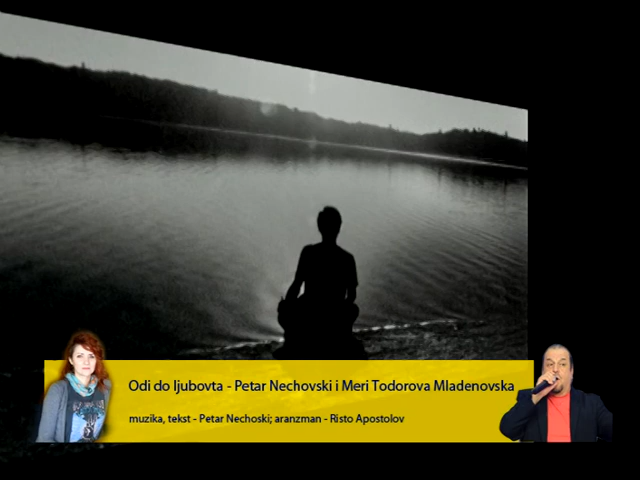 Odi do ljubovta - Petar Nechovski i Meri Todorova Mladenovska
muzika, tekst - Petar Nechoski; aranzman - Risto Apostolov